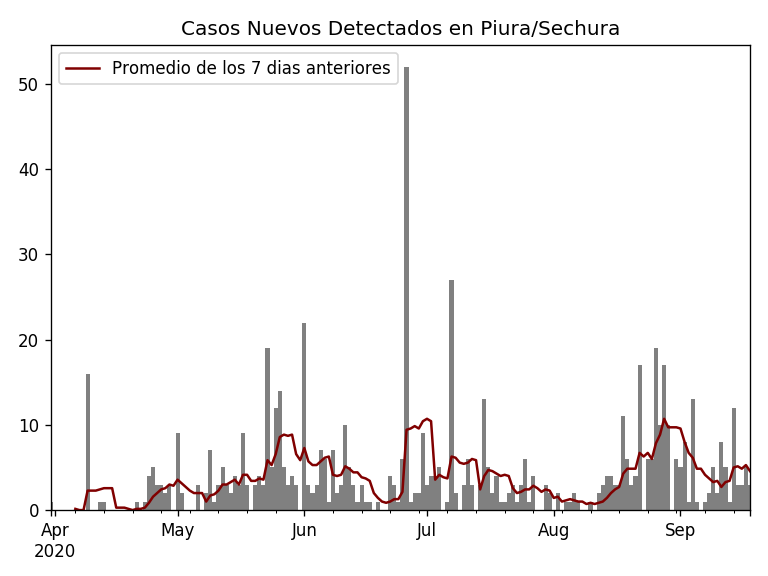 Casos Nuevos Detectados en Piura/Sechura
Promedio de los 7 dias anteriores
50
40
30
20
10
0
Apr May Jun Jul Aug Sep
2020